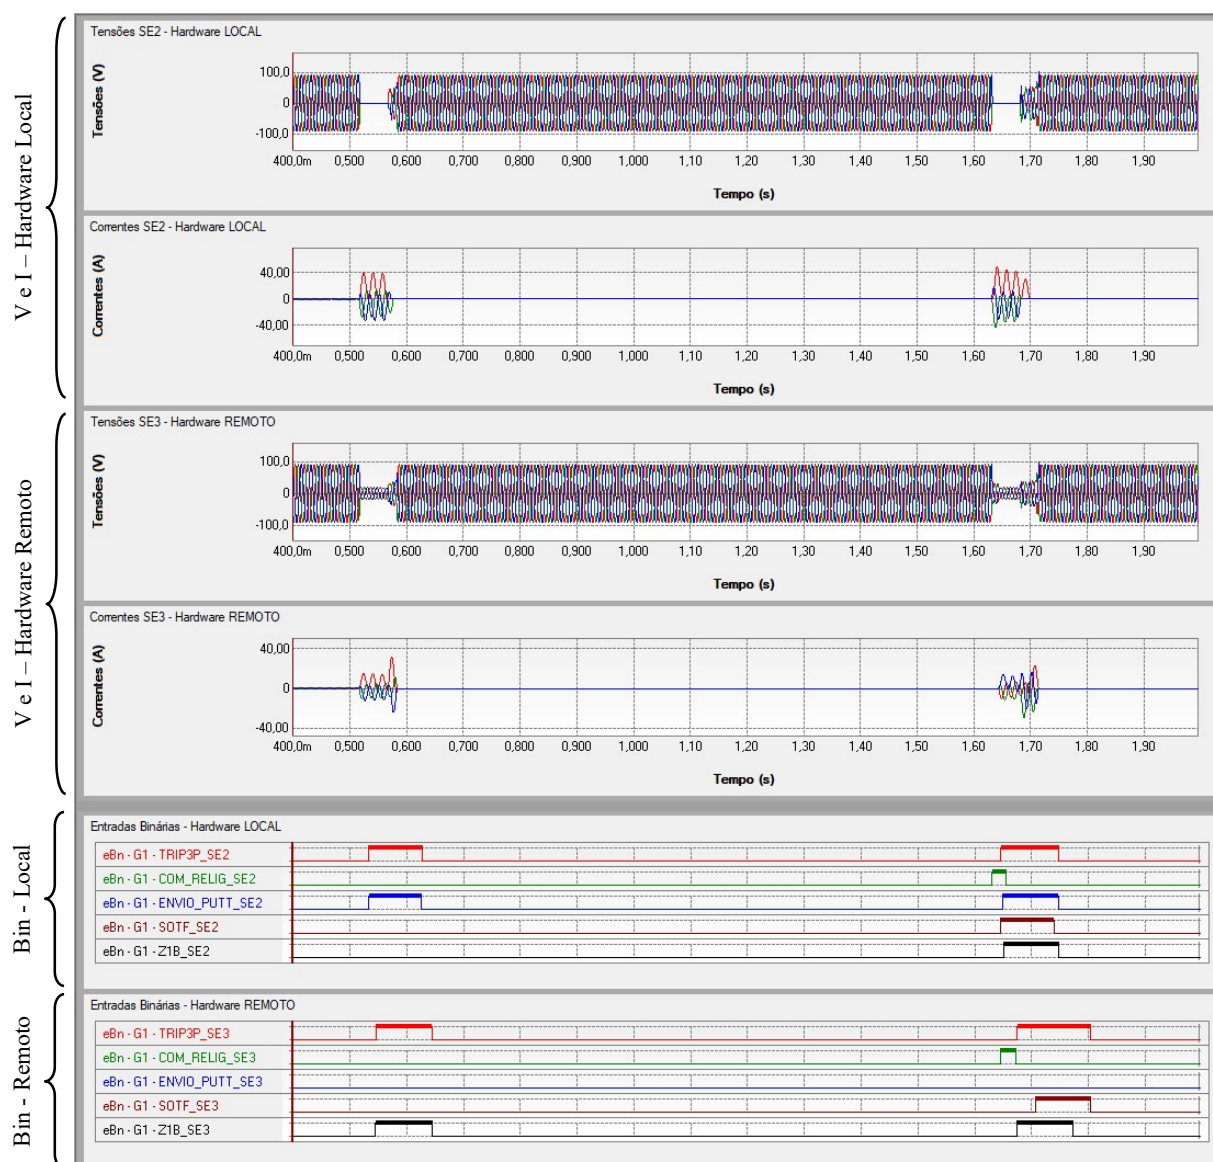 V e I – Hardware Local
Tensões SE2 - Hardware LOCAL
Tensões (V)
100,0
0
-100,0
400,0m 0,500 0,600 0,700 0,800 0,900 1,000 1,10 1,20 1,30 1,40 1,50 1,60 1,70 1,80 1,90
Tempo (s)
Correntes SE2 - Hardware LOCAL
Correntes (A)
40,00
0
-40,00
400,0m 0,500 0,600 0,700 0,800 0,900 1,000 1,10 1,20 1,30 1,40 1,50 1,60 1,70 1,80 1,90
Tempo (s)
V e I – Hardware Remoto
Tensões SE3 - Hardware REMOTO
Tensões (V)
100,0
0
-100,0
400,0m 0,500 0,600 0,700 0,800 0,900 1,000 1,10 1,20 1,30 1,40 1,50 1,60 1,70 1,80 1,90
Tempo (s)
Correntes SE3 - Hardware REMOTO
Correntes (A)
40,00
0
-40,00
400,0m 0,500 0,600 0,700 0,800 0,900 1,000 1,10 1,20 1,30 1,40 1,50 1,60 1,70 1,80 1,90
Tempo (s)
Bin - Local
Entradas Binárias - Hardware LOCAL
eBn - G1 - TRIP3P_SE2
eBn - G1 - COM_RELIG_SE2
eBn - G1 - ENVIO_PUTT_SE2
eBn - G1 - SOTF_SE2
eBn - G1 - Z1B_SE2
Bin - Remoto
Entradas Binárias - Hardware REMOTO
eBn - G1 - TRIP3P_SE3
eBn - G1 - COM_RELIG_SE3
eBn - G1 - ENVIO_PUTT_SE3
eBn - G1 - SOTF_SE3
eBn - G1 - Z1B_SE3